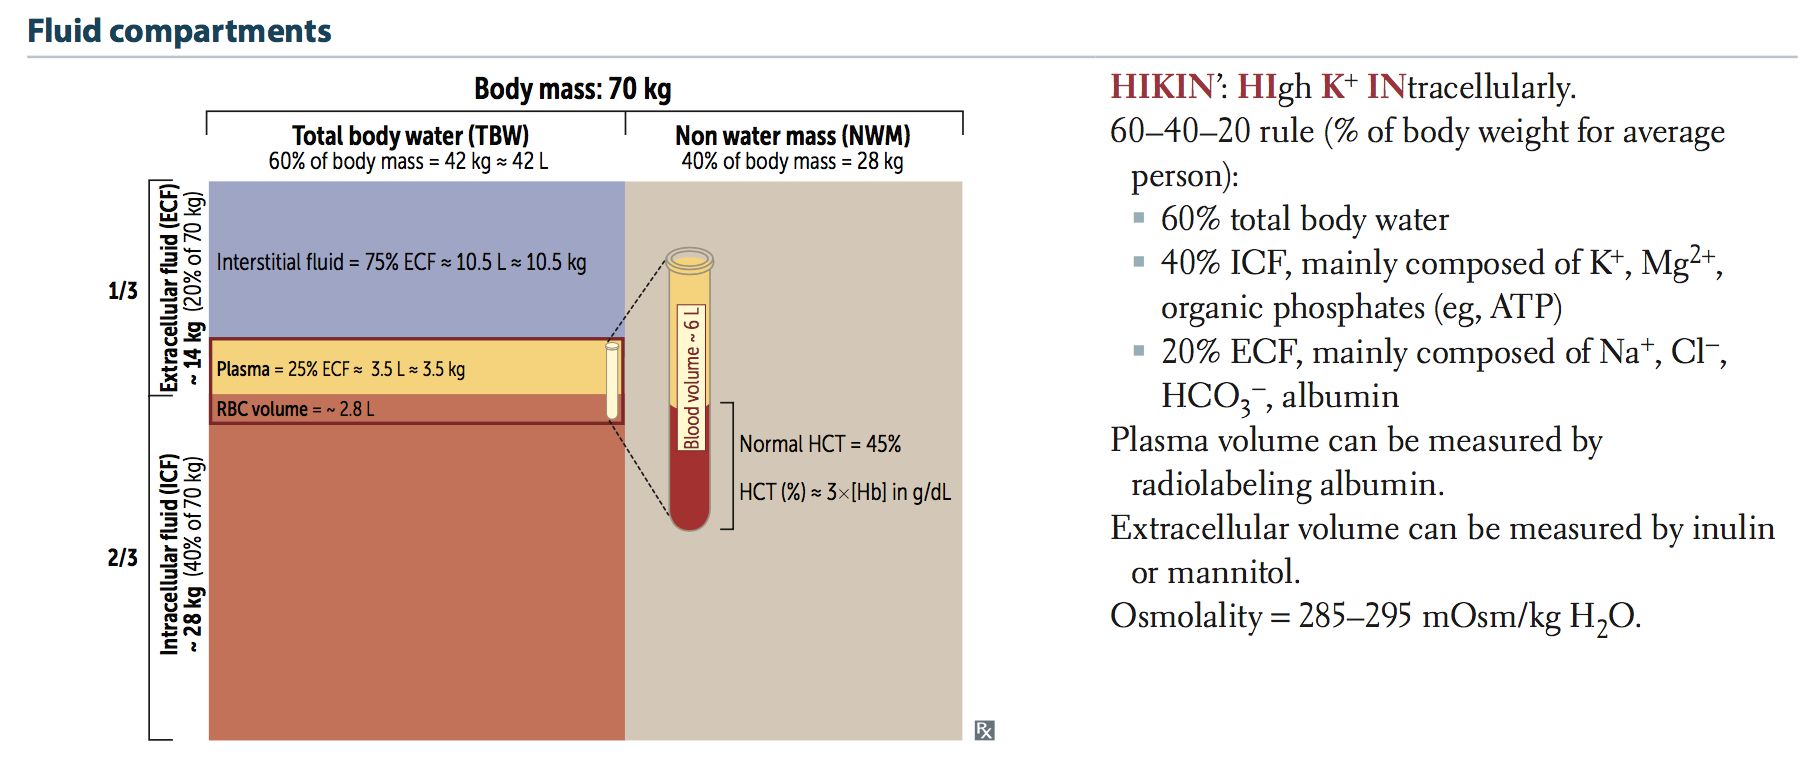 Fluid compartments
Body mass: 70 kg
Total body water (TBW)
60% of body mass = 42 kg ≈ 42 L
Non water mass (NWM)
40% of body mass = 28 kg
1/3
Extracellular fluid (ECF)
~ 14 kg (20% of 70 kg)
2/3
Intracellular fluid (ICF)
~ 28 kg (40% of 70 kg)
Interstitial fluid = 75% ECF ≈ 10.5 L ≈ 10.5 kg
Plasma = 25% ECF ≈ 3.5 L ≈ 3.5 kg
RBC volume = ~ 2.8 L
Blood volume ~ 6 L
Normal HCT = 45%
HCT (%) ≈ 3×[Hb] in g/dL
Rx
HIKIN’: HIgh K⁺ INtracellularly.
60–40–20 rule (% of body weight for average
person):
▪ 60% total body water
▪ 40% ICF, mainly composed of K⁺, Mg²⁺,
organic phosphates (eg, ATP)
▪ 20% ECF, mainly composed of Na⁺, Cl⁻,
HCO₃⁻, albumin
Plasma volume can be measured by
radiolabeling albumin.
Extracellular volume can be measured by inulin
or mannitol.
Osmolality = 285–295 mOsm/kg H₂O.